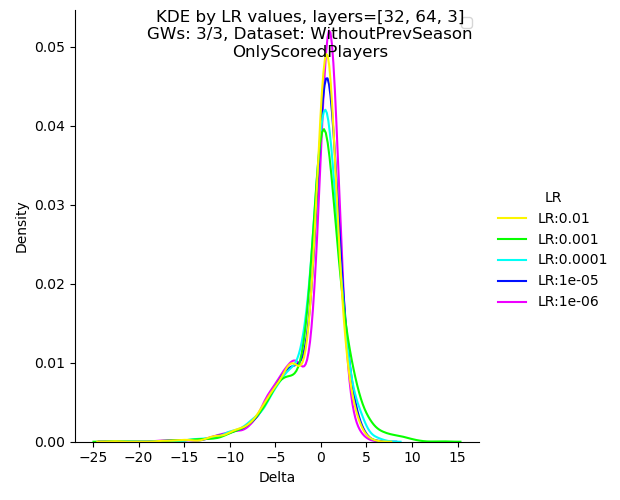 KDE by LR values, layers=[32, 64, 3]
GWs: 3/3, Dataset: WithoutPrevSeason
OnlyScoredPlayers
0.05
0.04
0.03
0.02
0.01
0.00
Density
−25
−20
−15
−10
−5
0
5
10
15
Delta
LR
LR:0.01
LR:0.001
LR:0.0001
LR:1e-05
LR:1e-06